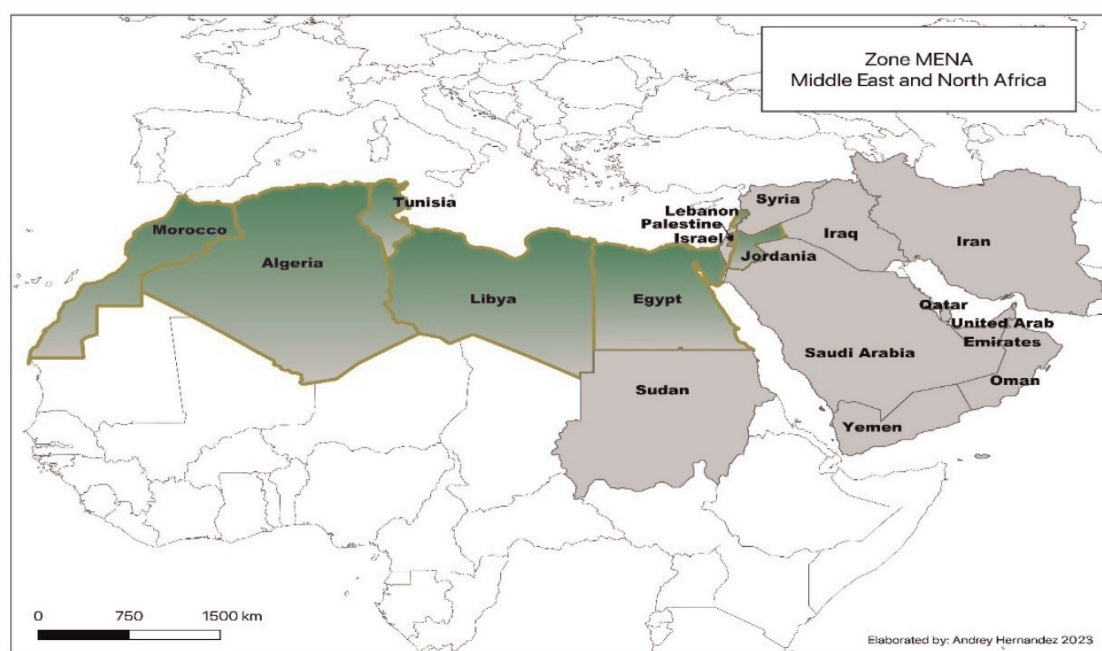 Zone MENA
Middle East and North Africa
Tunisia
Morocco
Algeria
Libya
Egypt
Sudan
Lebanon
Palestine
Israel
Syria
Jordania
Iraq
Iran
Qatar
United Arab
Emirates
Saudi Arabia
Oman
Yemen
0 750 1500 km
Elaborated by: Andrey Hernandez 2023